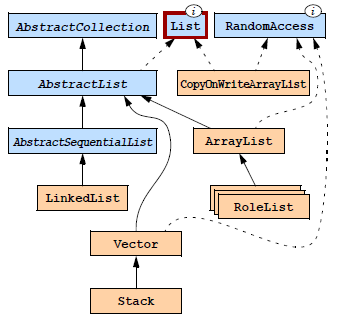 i
i
AbstractCollection
List
RandomAccess
AbstractList
CopyOnWriteArrayList
AbstractSequentialList
ArrayList
LinkedList
RoleList
Vector
Stack